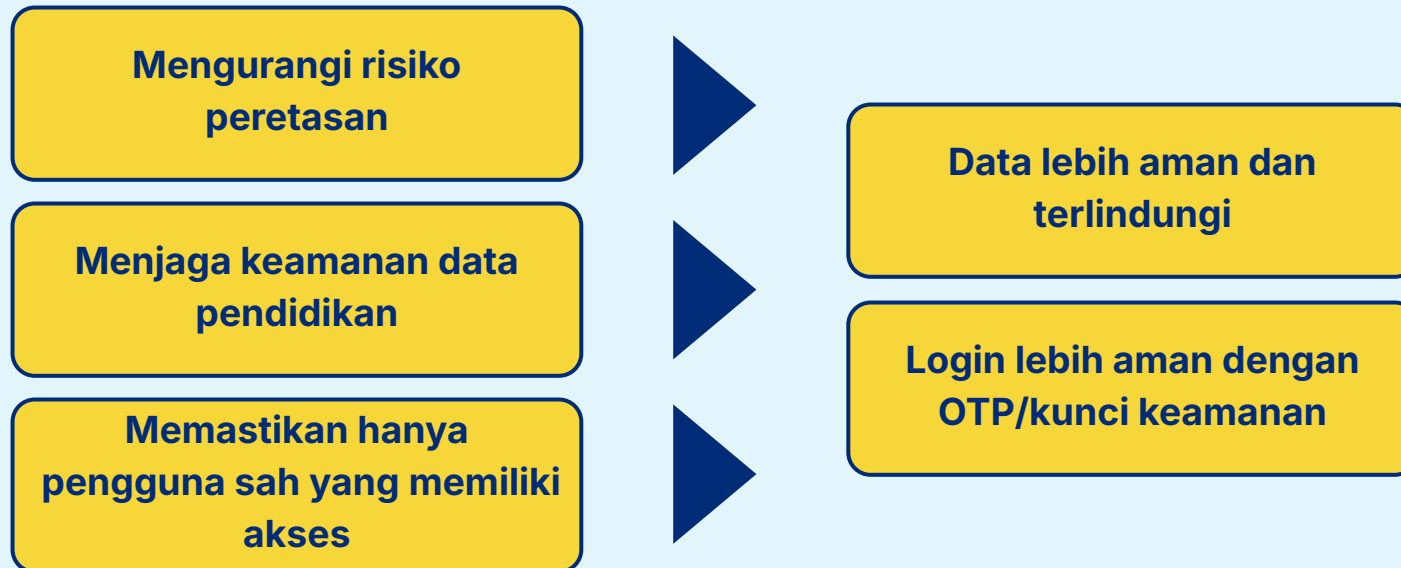 Mengurangi risiko
peretasan
Menjaga keamanan data
pendidikan
Memastikan hanya
pengguna sah yang memiliki
akses
Data lebih aman dan
terlindungi
Login lebih aman dengan
OTP/kunci keamanan